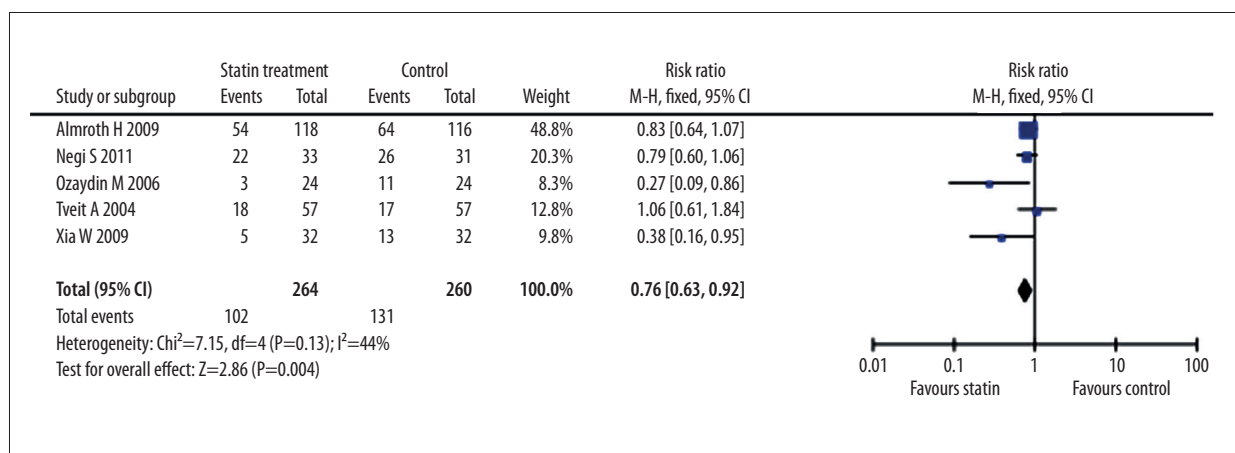 Statin treatment Control Risk ratio Risk ratio
Study or subgroup Events Total Events Total Weight M-H, fixed, 95% CI M-H, fixed, 95% CI
Almroth H 2009 54 118 64 116 48.8% 0.83 [0.64, 1.07]
Negi S 2011 22 33 26 31 20.3% 0.79 [0.60, 1.06]
Ozaydin M 2006 3 24 11 24 8.3% 0.27 [0.09, 0.86]
Tveit A 2004 18 57 17 57 12.8% 1.06 [0.61, 1.84]
Xia W 2009 5 32 13 32 9.8% 0.38 [0.16, 0.95]
Total (95% CI) 264 260 100.0% 0.76 [0.63, 0.92]
Total events 102 131
Heterogeneity: Chi²=7.15, df=4 (P=0.13); I²=44%
Test for overall effect: Z=2.86 (P=0.004)
0.01 0.1 1 10 100
Favours statin Favours control